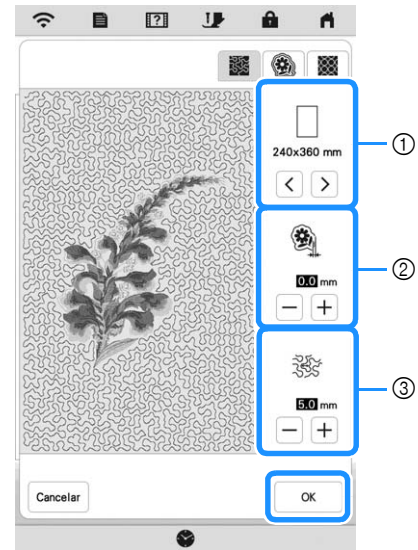 ?
240x360 mm
①
< >
0.0 mm
②
− +
5.0 mm
③
− +
Cancelar
OK